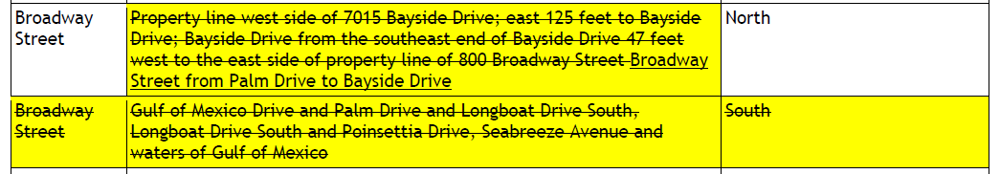 Broadway
Street
Property line west side of 7015 Bayside Drive; east 125 feet to Bayside
Drive; Bayside Drive from the southeast end of Bayside Drive 47 feet
west to the east side of property line of 800 Broadway Street Broadway
Street from Palm Drive to Bayside Drive
North
Broadway
Street
Gulf of Mexico Drive and Palm Drive and Longboat Drive South,
Longboat Drive South and Poinsettia Drive, Seabreeze Avenue and
waters of Gulf of Mexico
South